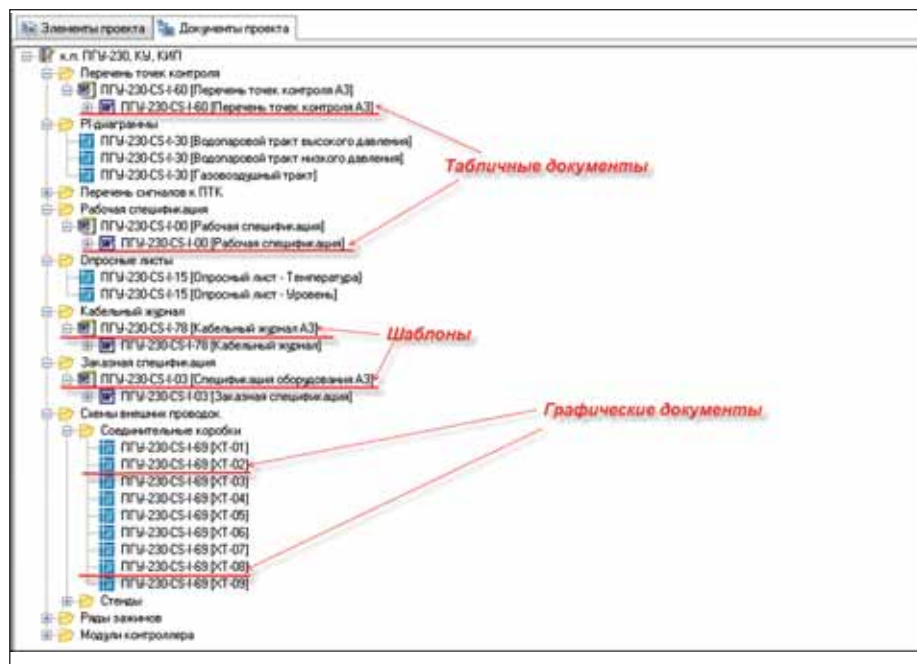 Элементы проекта Документы проекта
к.п. ПГУ-230, КУ, КИП
Перечень точек контроля
ПГУ-230-CS-I-60 [Перечень точек контроля А3]
ПГУ-230-CS-I-60 [Перечень точек контроля А3]
PI-диаграммы
ПГУ-230-CS-I-30 [Водопаровой тракт высокого давления]
ПГУ-230-CS-I-30 [Водопаровой тракт низкого давления]
ПГУ-230-CS-I-30 [Газовоздушный тракт]
Табличные документы
Перечень сигналов к ПТК
Рабочая спецификация
ПГУ-230-CS-I-00 [Рабочая спецификация]
ПГУ-230-CS-I-00 [Рабочая спецификация]
Опросные листы
ПГУ-230-CS-I-15 [Опросный лист - Температура]
ПГУ-230-CS-I-15 [Опросный лист - Уровень]
Кабельный журнал
ПГУ-230-CS-I-78 [Кабельный журнал А3]
Шаблоны
ПГУ-230-CS-I-78 [Кабельный журнал]
Заказная спецификация
ПГУ-230-CS-I-03 [Спецификация оборудования А3]
ПГУ-230-CS-I-03 [Заказная спецификация]
Схемы внешних проводок
Графические документы
Соединительные коробки
ПГУ-230-CS-I-69 [XT-01]
ПГУ-230-CS-I-69 [XT-02]
ПГУ-230-CS-I-69 [XT-03]
ПГУ-230-CS-I-69 [XT-04]
ПГУ-230-CS-I-69 [XT-05]
ПГУ-230-CS-I-69 [XT-06]
ПГУ-230-CS-I-69 [XT-07]
ПГУ-230-CS-I-69 [XT-08]
ПГУ-230-CS-I-69 [XT-09]
Стенды
Ряды зажимов
Модули контроллера